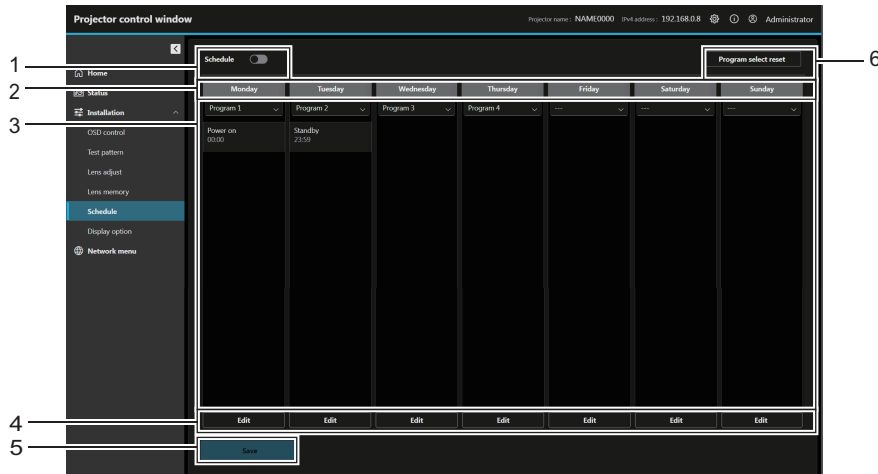 Projector control window
Projector name : NAME0000 IPv4 address : 192.168.0.8 Administrator
1
2
3
4
5
6
Home
Status
Installation
OSD control
Test pattern
Lens adjust
Lens memory
Schedule
Display option
Network menu
Schedule
Program select reset
Monday Tuesday Wednesday Thursday Friday Saturday Sunday
Program 1 Program 2 Program 3 Program 4 --- --- ---
Power on Standby
00:00 23:59
Edit Edit Edit Edit Edit Edit Edit
Save